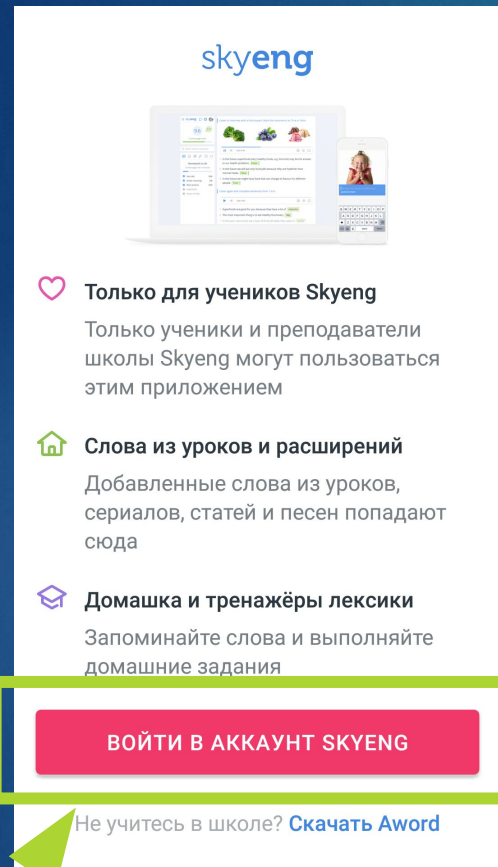 skyeng
Только для учеников Skyeng
Только ученики и преподаватели
школы Skyeng могут пользоваться
этим приложением
Слова из уроков и расширений
Добавленные слова из уроков,
сериалов, статей и песен попадают
сюда
Домашка и тренажёры лексики
Запоминайте слова и выполняйте
домашние задания
ВОЙТИ В АККАУНТ SKYENG
Не учитесь в школе? Скачать Aword